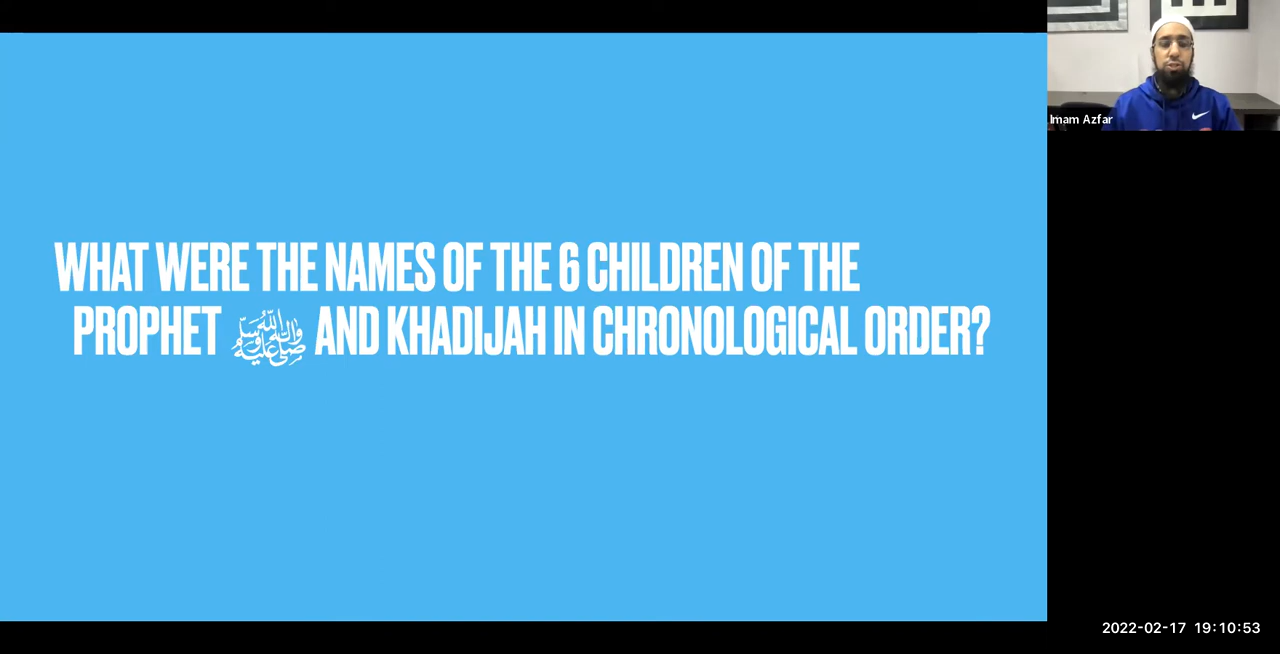 WHAT WERE THE NAMES OF THE 6 CHILDREN OF THE
PROPHET ﷺ AND KHADIJAH IN CHRONOLOGICAL ORDER?
Imam Azfar
2022-02-17 19:10:53